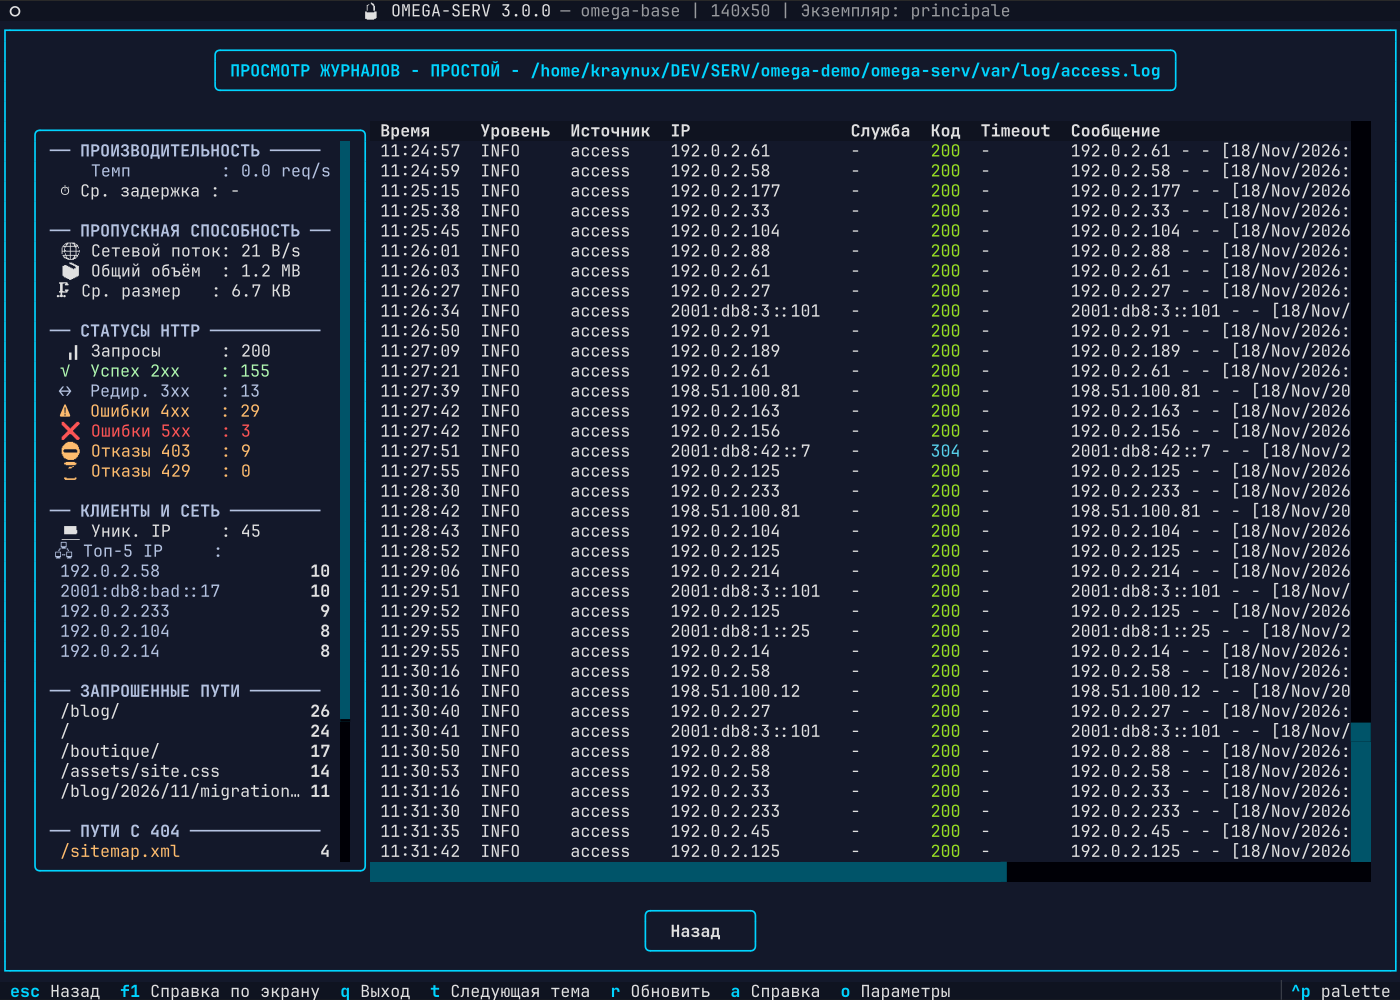 OMEGA-SERV 3.0.0 — omega-base | 140x50 | Экземпляр: principale
ПРОСМОТР ЖУРНАЛОВ - ПРОСТОЙ - /home/kraynux/DEV/SERV/omega-demo/omega-serv/var/log/access.log
ПРОИЗВОДИТЕЛЬНОСТЬ
Темп : 0.0 req/s
Ср. задержка : -
ПРОПУСКНАЯ СПОСОБНОСТЬ
Сетевой поток: 21 B/s
Общий объём : 1.2 MB
Ср. размер : 6.7 KB
СТАТУСЫ HTTP
Запросы : 200
Успех 2xx : 155
Редир. 3xx : 13
Ошибки 4xx : 29
Ошибки 5xx : 3
Отказы 403 : 9
Отказы 429 : 0
КЛИЕНТЫ И СЕТЬ
Уник. IP : 45
Топ-5 IP :
192.0.2.58 10
2001:db8:bad::17 10
192.0.2.233 9
192.0.2.104 8
192.0.2.14 8
ЗАПРОШЕННЫЕ ПУТИ
/blog/ 26
/ 24
/boutique/ 17
/assets/site.css 14
/blog/2026/11/migration… 11
ПУТИ С 404
/sitemap.xml 4
Время Уровень Источник IP Служба Код Timeout Сообщение
11:24:57 INFO access 192.0.2.61 - 200 - 192.0.2.61 - - [18/Nov/2026:
11:24:59 INFO access 192.0.2.58 - 200 - 192.0.2.58 - - [18/Nov/2026:
11:25:15 INFO access 192.0.2.177 - 200 - 192.0.2.177 - - [18/Nov/2026
11:25:38 INFO access 192.0.2.33 - 200 - 192.0.2.33 - - [18/Nov/2026:
11:25:45 INFO access 192.0.2.104 - 200 - 192.0.2.104 - - [18/Nov/2026
11:26:01 INFO access 192.0.2.88 - 200 - 192.0.2.88 - - [18/Nov/2026:
11:26:03 INFO access 192.0.2.61 - 200 - 192.0.2.61 - - [18/Nov/2026:
11:26:27 INFO access 192.0.2.27 - 200 - 192.0.2.27 - - [18/Nov/2026:
11:26:34 INFO access 2001:db8:3::101 - 200 - 2001:db8:3::101 - - [18/Nov/
11:26:50 INFO access 192.0.2.91 - 200 - 192.0.2.91 - - [18/Nov/2026:
11:27:09 INFO access 192.0.2.189 - 200 - 192.0.2.189 - - [18/Nov/2026
11:27:21 INFO access 192.0.2.61 - 200 - 192.0.2.61 - - [18/Nov/2026:
11:27:39 INFO access 198.51.100.81 - 200 - 198.51.100.81 - - [18/Nov/20
11:27:42 INFO access 192.0.2.163 - 200 - 192.0.2.163 - - [18/Nov/2026
11:27:42 INFO access 192.0.2.156 - 200 - 192.0.2.156 - - [18/Nov/2026
11:27:51 INFO access 2001:db8:42::7 - 304 - 2001:db8:42::7 - - [18/Nov/2
11:27:55 INFO access 192.0.2.125 - 200 - 192.0.2.125 - - [18/Nov/2026
11:28:30 INFO access 192.0.2.233 - 200 - 192.0.2.233 - - [18/Nov/2026
11:28:42 INFO access 198.51.100.81 - 200 - 198.51.100.81 - - [18/Nov/20
11:28:43 INFO access 192.0.2.104 - 200 - 192.0.2.104 - - [18/Nov/2026
11:28:52 INFO access 192.0.2.125 - 200 - 192.0.2.125 - - [18/Nov/2026
11:29:06 INFO access 192.0.2.214 - 200 - 192.0.2.214 - - [18/Nov/2026
11:29:51 INFO access 2001:db8:3::101 - 200 - 2001:db8:3::101 - - [18/Nov/
11:29:52 INFO access 192.0.2.125 - 200 - 192.0.2.125 - - [18/Nov/2026
11:29:55 INFO access 2001:db8:1::25 - 200 - 2001:db8:1::25 - - [18/Nov/2
11:29:55 INFO access 192.0.2.14 - 200 - 192.0.2.14 - - [18/Nov/2026:
11:30:16 INFO access 192.0.2.58 - 200 - 192.0.2.58 - - [18/Nov/2026:
11:30:16 INFO access 198.51.100.12 - 200 - 198.51.100.12 - - [18/Nov/20
11:30:40 INFO access 192.0.2.27 - 200 - 192.0.2.27 - - [18/Nov/2026:
11:30:41 INFO access 2001:db8:3::101 - 200 - 2001:db8:3::101 - - [18/Nov/
11:30:50 INFO access 192.0.2.88 - 200 - 192.0.2.88 - - [18/Nov/2026:
11:30:53 INFO access 192.0.2.58 - 200 - 192.0.2.58 - - [18/Nov/2026:
11:31:16 INFO access 192.0.2.33 - 200 - 192.0.2.33 - - [18/Nov/2026:
11:31:30 INFO access 192.0.2.233 - 200 - 192.0.2.233 - - [18/Nov/2026
11:31:35 INFO access 192.0.2.45 - 200 - 192.0.2.45 - - [18/Nov/2026:
11:31:42 INFO access 192.0.2.125 - 200 - 192.0.2.125 - - [18/Nov/2026
Назад
esc Назад f1 Справка по экрану q Выход t Следующая тема r Обновить a Справка o Параметры ^p palette